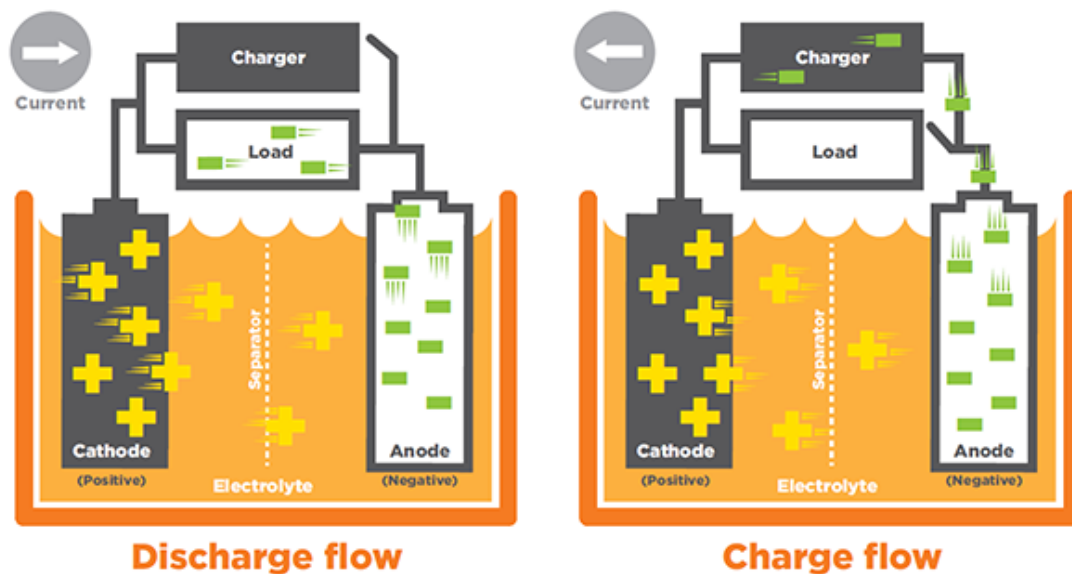 Current
Charger
Load
Separator
Cathode
(Positive)
Electrolyte
Anode
(Negative)
Discharge flow
Current
Charger
Load
Separator
Cathode
(Positive)
Electrolyte
Anode
(Negative)
Charge flow